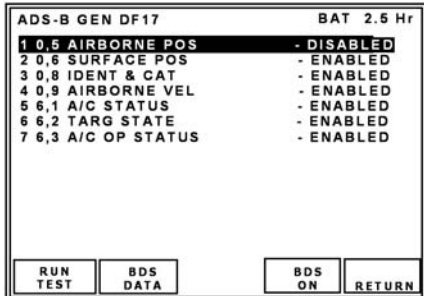 ADS-B GEN DF17 BAT 2.5 Hr
1 0,5 AIRBORNE POS - DISABLED
2 0,6 SURFACE POS - ENABLED
3 0,8 IDENT & CAT - ENABLED
4 0,9 AIRBORNE VEL - ENABLED
5 6,1 A/C STATUS - ENABLED
6 6,2 TARG STATE - ENABLED
7 6,3 A/C OP STATUS - ENABLED
RUN TEST
BDS DATA
BDS ON
RETURN